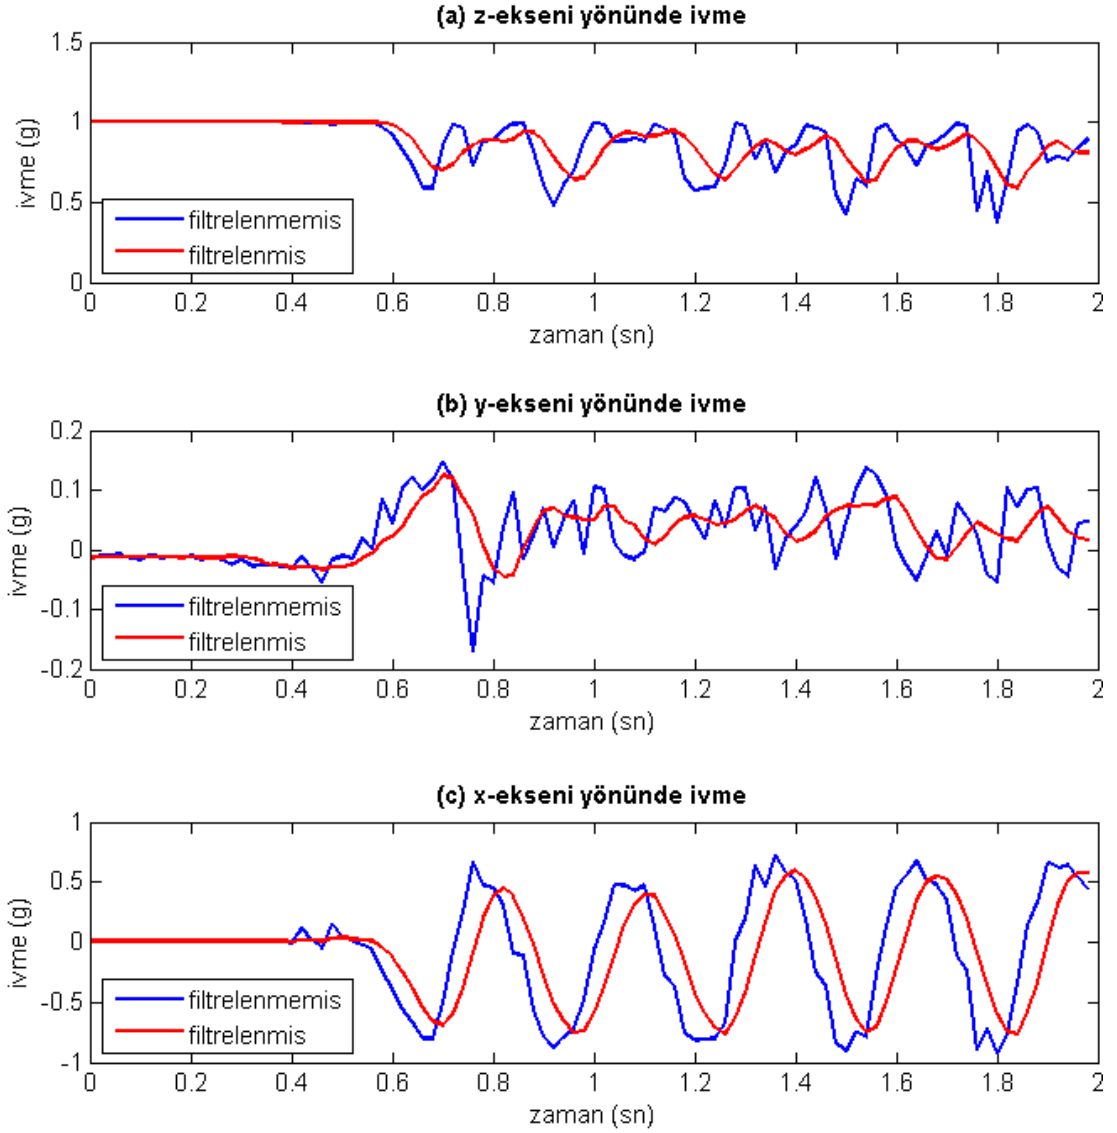 (a) z-ekseni yönünde ivme
1.5
1
0.5
0
ivme (g)
filtrelenmemis
filtrelenmis
0 0.2 0.4 0.6 0.8 1 1.2 1.4 1.6 1.8 2
zaman (sn)
(b) y-ekseni yönünde ivme
0.2
0.1
0
-0.1
-0.2
ivme (g)
filtrelenmemis
filtrelenmis
0 0.2 0.4 0.6 0.8 1 1.2 1.4 1.6 1.8 2
zaman (sn)
(c) x-ekseni yönünde ivme
1
0.5
0
-0.5
-1
ivme (g)
filtrelenmemis
filtrelenmis
0 0.2 0.4 0.6 0.8 1 1.2 1.4 1.6 1.8 2
zaman (sn)